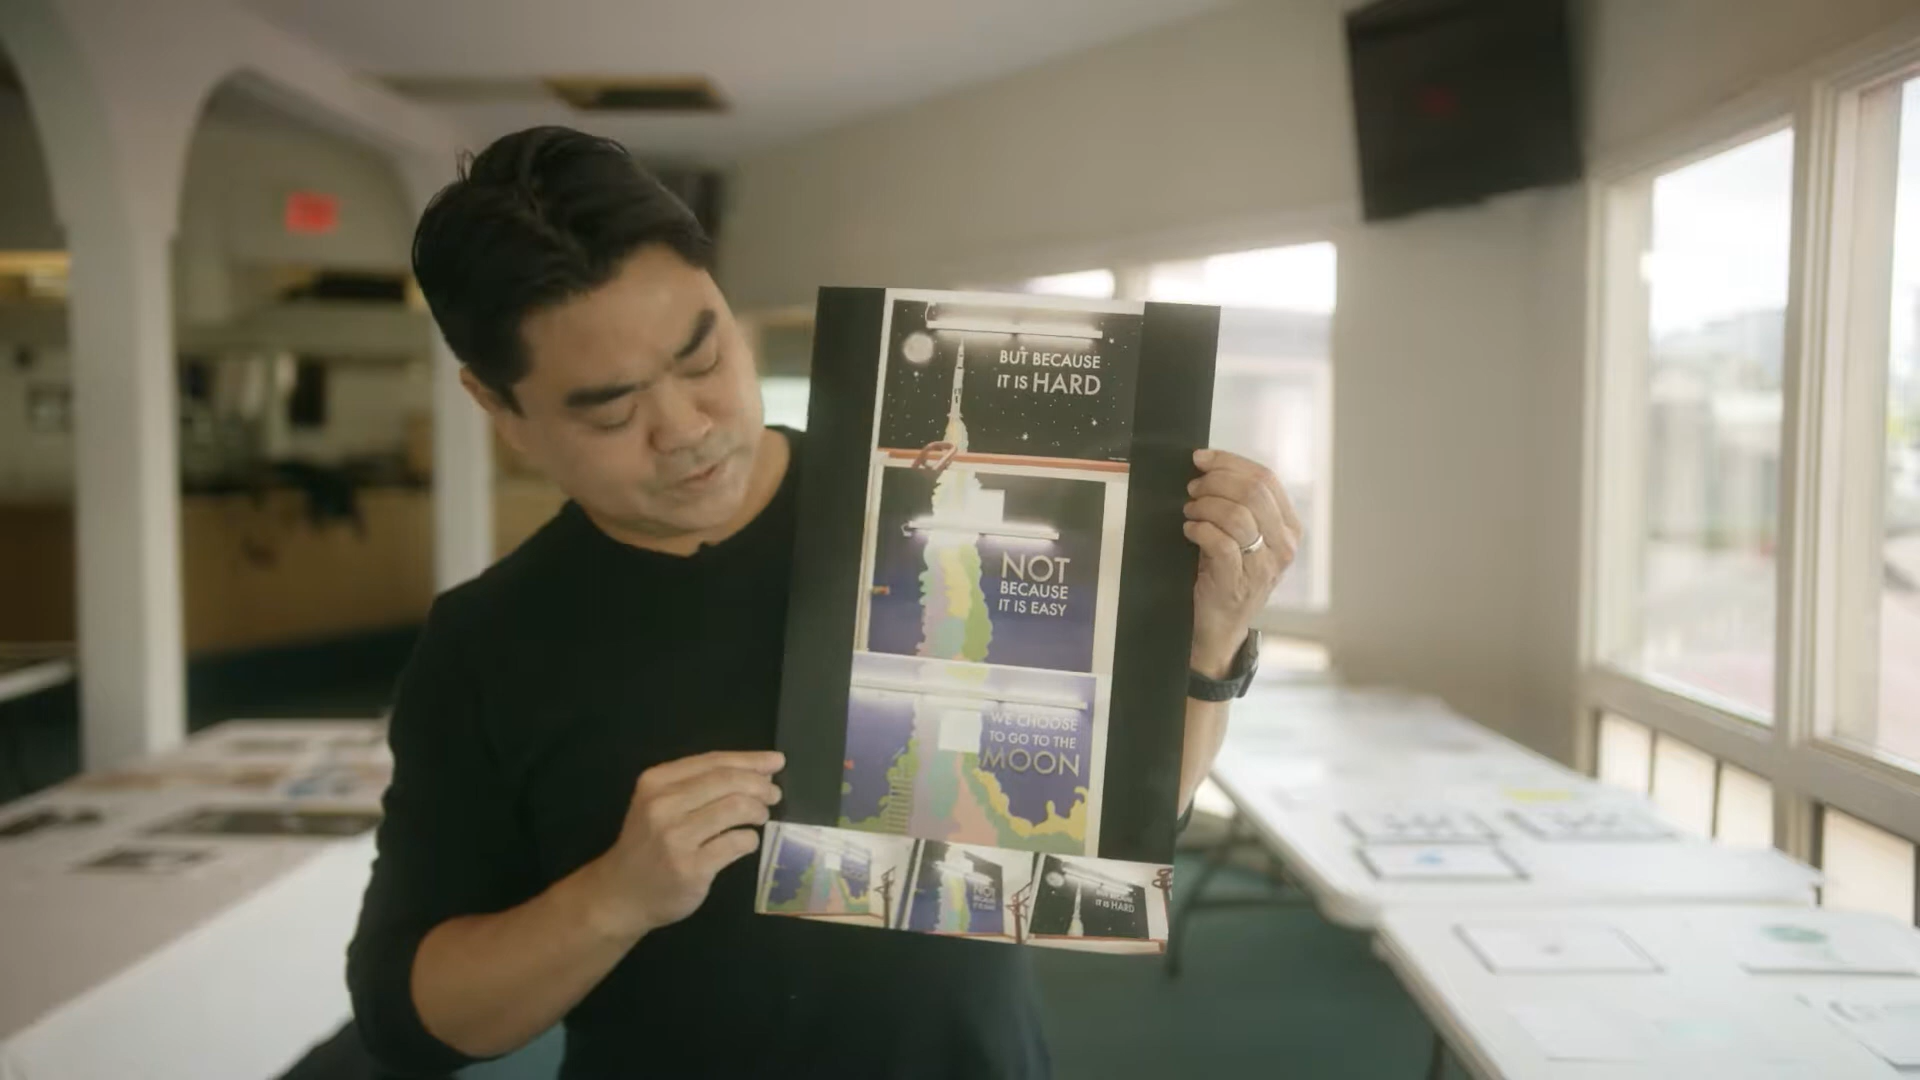 BUT BECAUSE
IT IS HARD
NOT
BECAUSE
IT IS EASY
WE CHOOSE
TO GO TO THE
MOON
NOT
IT IS HARD